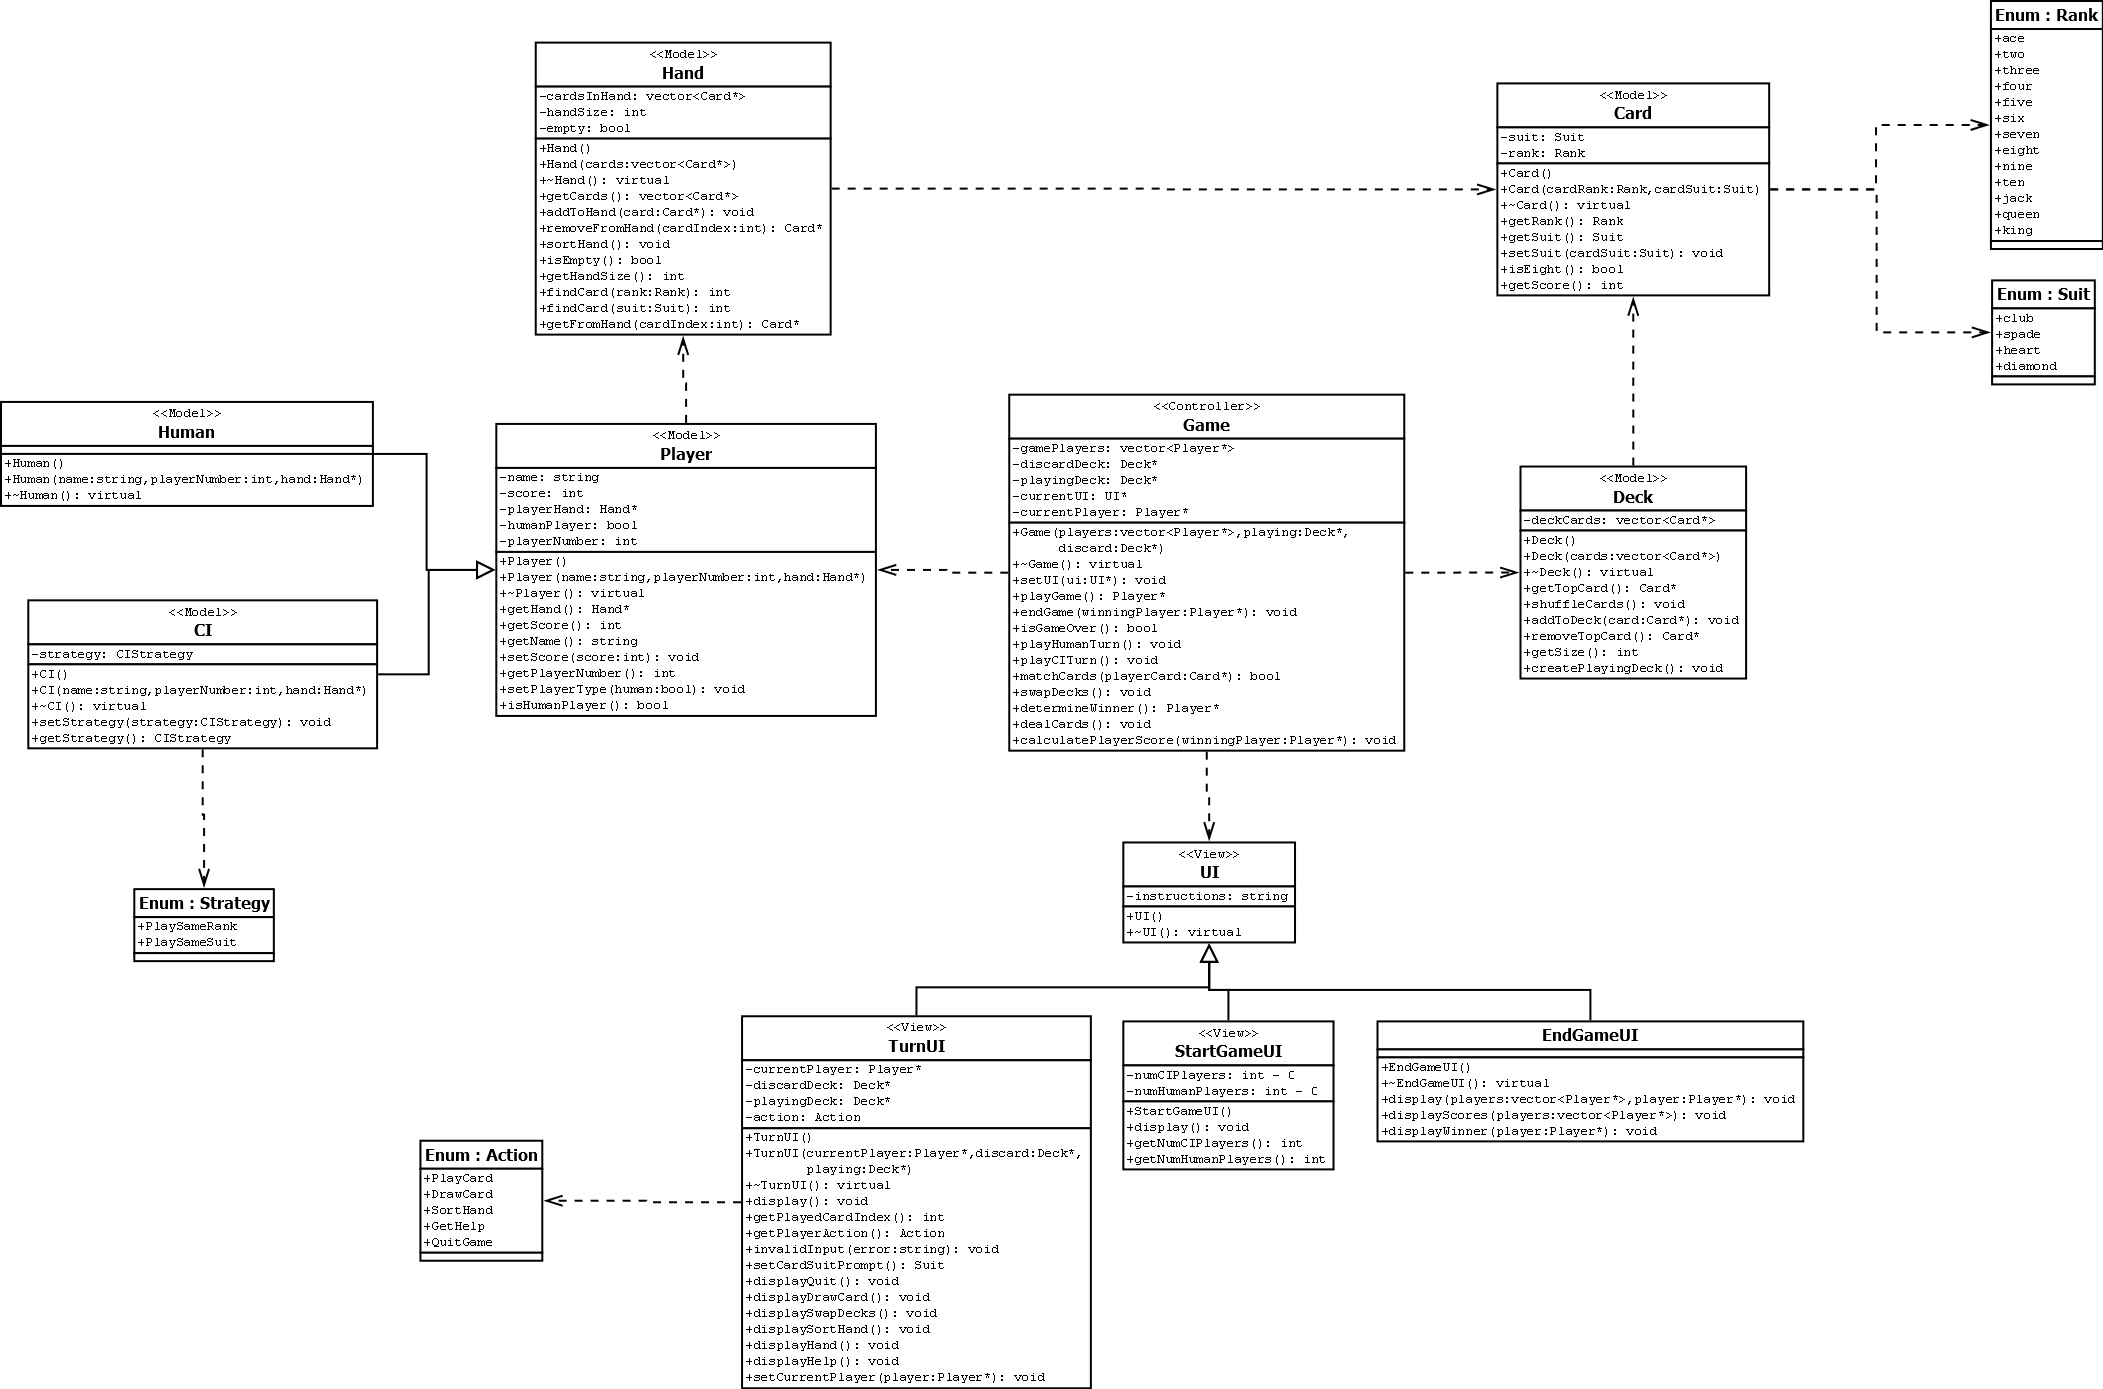 Enum : Rank
+ace
+two
+three
+four
+five
+six
+seven
+eight
+nine
+ten
+jack
+queen
+king
<<Model>>
Hand
-cardsInHand: vector<Card*>
-handSize: int
-empty: bool
+Hand()
+Hand(cards:vector<Card*>)
+~Hand(): virtual
+getCards(): vector<Card*>
+addToHand(card:Card*): void
+removeFromHand(cardIndex:int): Card*
+sortHand(): void
+isEmpty(): bool
+getHandSize(): int
+findCard(rank:Rank): int
+findCard(suit:Suit): int
+getFromHand(cardIndex:int): Card*
<<Model>>
Card
-suit: Suit
-rank: Rank
+Card()
+Card(cardRank:Rank,cardSuit:Suit)
+~Card(): virtual
+getRank(): Rank
+getSuit(): Suit
+setSuit(cardSuit:Suit): void
+isEight(): bool
+getScore(): int
Enum : Suit
+club
+spade
+heart
+diamond
<<Model>>
Human
+Human()
+Human(name:string,playerNumber:int,hand:Hand*)
+~Human(): virtual
<<Model>>
Player
-name: string
-score: int
-playerHand: Hand*
-humanPlayer: bool
-playerNumber: int
+Player()
+Player(name:string,playerNumber:int,hand:Hand*)
+~Player(): virtual
+getHand(): Hand*
+getScore(): int
+getName(): string
+setScore(score:int): void
+getPlayerNumber(): int
+setPlayerType(human:bool): void
+isHumanPlayer(): bool
<<Controller>>
Game
-gamePlayers: vector<Player*>
-discardDeck: Deck*
-playingDeck: Deck*
-currentUI: UI*
-currentPlayer: Player*
+Game(players:vector<Player*>,playing:Deck*,
discard:Deck*)
+~Game(): virtual
+setUI(ui:UI*): void
+playGame(): Player*
+endGame(winningPlayer:Player*): void
+isGameOver(): bool
+playHumanTurn(): void
+playCITurn(): void
+matchCards(playerCard:Card*): bool
+swapDecks(): void
+determineWinner(): Player*
+dealCards(): void
+calculatePlayerScore(winningPlayer:Player*): void
<<Model>>
Deck
-deckCards: vector<Card*>
+Deck()
+Deck(cards:vector<Card*>)
+~Deck(): virtual
+getTopCard(): Card*
+shuffleCards(): void
+addToDeck(card:Card*): void
+removeTopCard(): Card*
+getSize(): int
+createPlayingDeck(): void
<<Model>>
CI
-strategy: CIStrategy
+CI()
+CI(name:string,playerNumber:int,hand:Hand*)
+~CI(): virtual
+setStrategy(strategy:CIStrategy): void
+getStrategy(): CIStrategy
Enum : Strategy
+PlaySameRank
+PlaySameSuit
<<View>>
UI
-instructions: string
+UI()
+~UI(): virtual
<<View>>
TurnUI
-currentPlayer: Player*
-discardDeck: Deck*
-playingDeck: Deck*
-action: Action
+TurnUI()
+TurnUI(currentPlayer:Player*,discard:Deck*,
playing:Deck*)
+~TurnUI(): virtual
+display(): void
+getPlayedCardIndex(): int
+getPlayerAction(): Action
+invalidInput(error:string): void
+setCardSuitPrompt(): Suit
+displayQuit(): void
+displayDrawCard(): void
+displaySwapDecks(): void
+displaySortHand(): void
+displayHand(): void
+displayHelp(): void
+setCurrentPlayer(player:Player*): void
<<View>>
StartGameUI
-numCIPlayers: int - C
-numHumanPlayers: int - C
+StartGameUI()
+display(): void
+getNumCIPlayers(): int
+getNumHumanPlayers(): int
EndGameUI
+EndGameUI()
+~EndGameUI(): virtual
+display(players:vector<Player*>,player:Player*): void
+displayScores(players:vector<Player*>): void
+displayWinner(player:Player*): void
Enum : Action
+PlayCard
+DrawCard
+SortHand
+GetHelp
+QuitGame